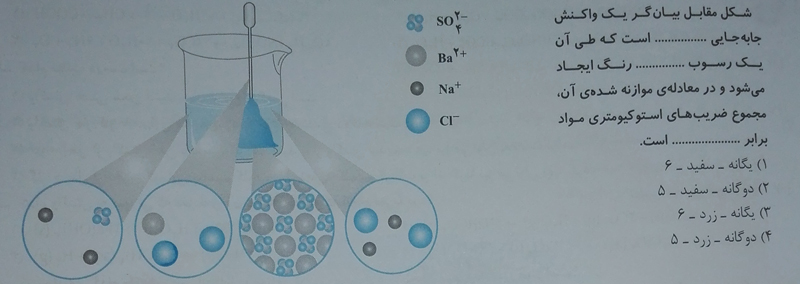 شکل مقابل بیان‌گر یک واکنش
جابه‌جایی ................ است که طی آن
یک رسوب ............... رنگ ایجاد
می‌شود و در معادله‌ی موازنه شده‌ی آن،
مجموع ضریب‌های استوکیومتری مواد
برابر .................... است.
۱) یگانه ـ سفید ـ ۶
۲) دوگانه ـ سفید ـ ۵
۳) یگانه ـ زرد ـ ۶
۴) دوگانه ـ زرد ـ ۵
SO₄²⁻
Ba²⁺
Na⁺
Cl⁻